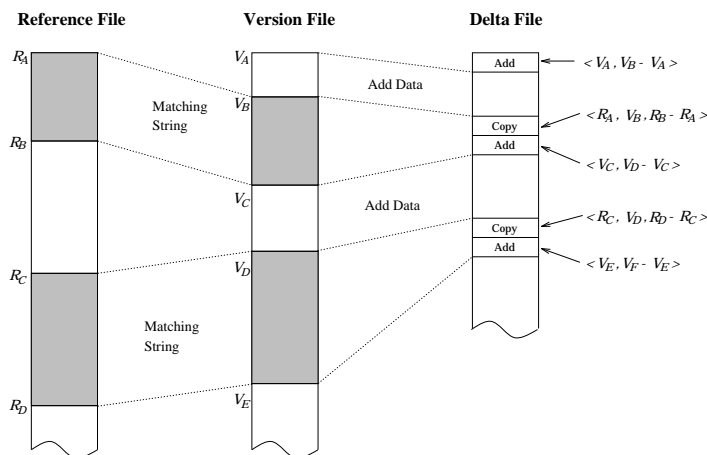 Reference File
Version File
Delta File
R_A
V_A
Add
< V_A, V_B - V_A >
Add Data
Matching
String
V_B
R_B
Copy
< R_A, V_B, R_B - R_A >
Add
< V_C, V_D - V_C >
V_C
Add Data
Copy
< R_C, V_D, R_D - R_C >
Add
< V_E, V_F - V_E >
R_C
V_D
Matching
String
R_D
V_E